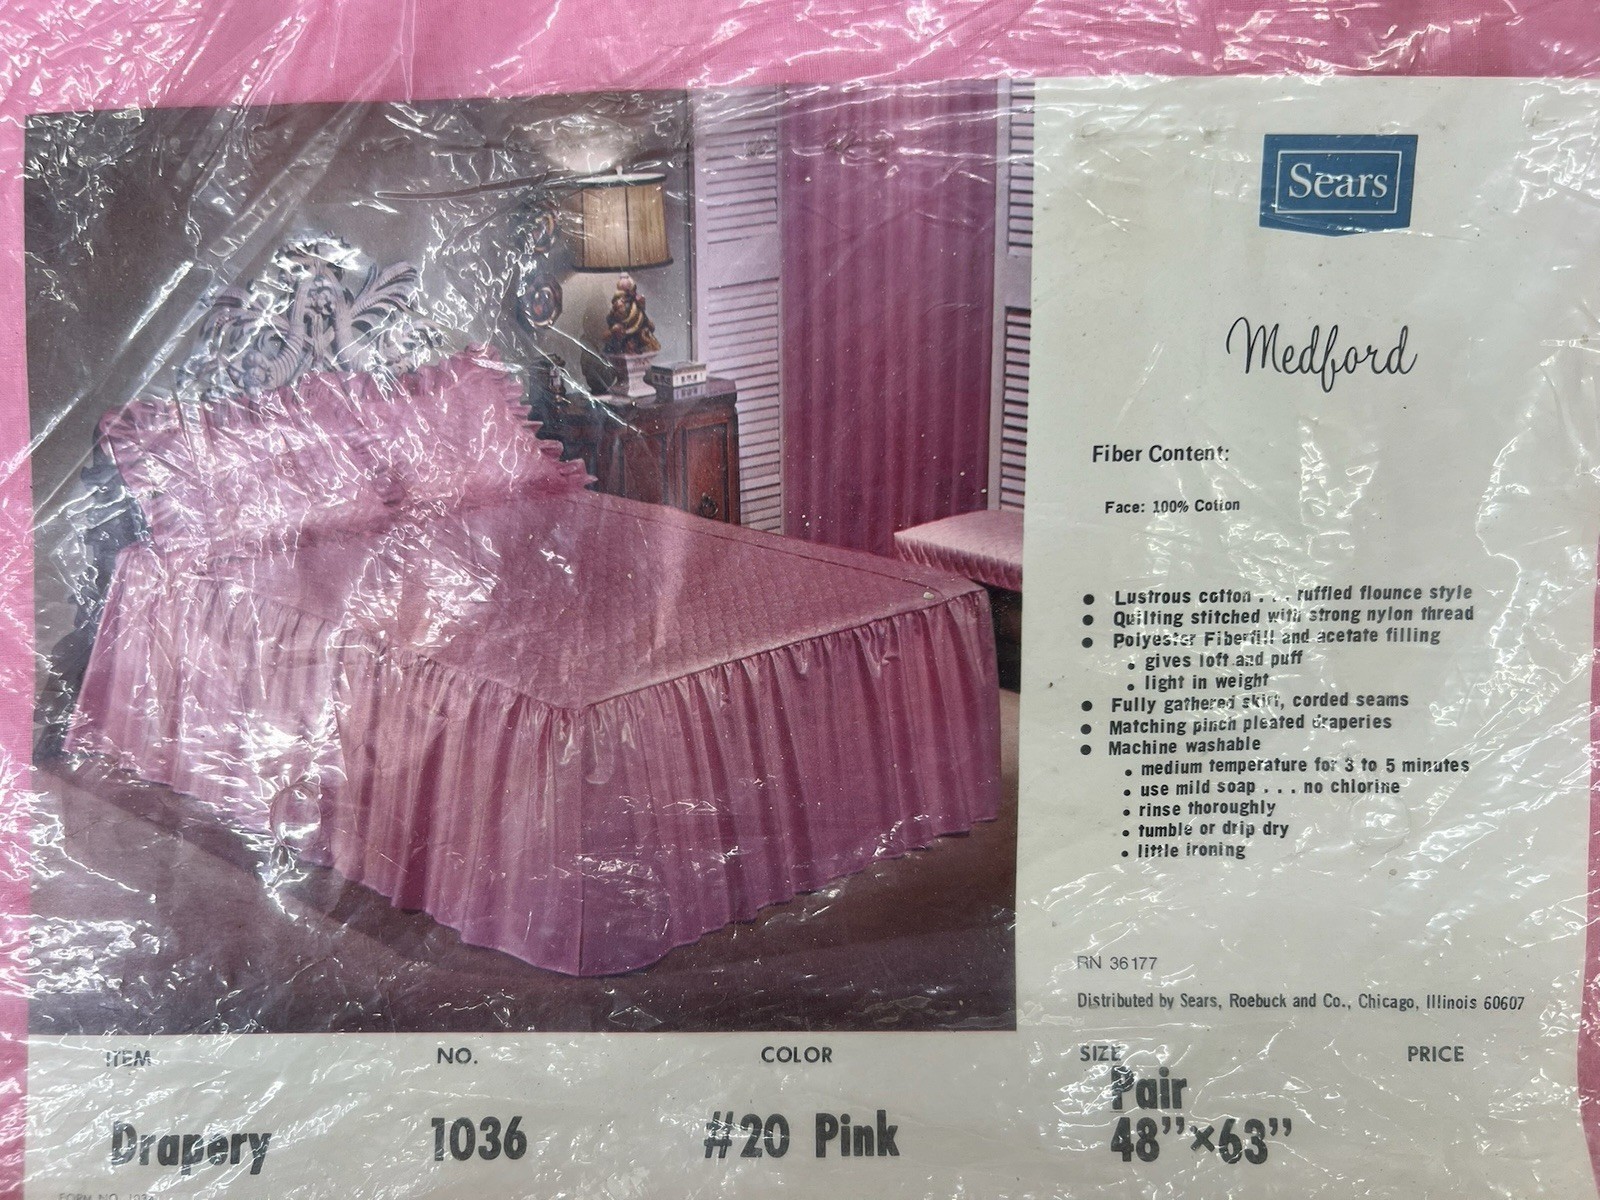 Sears
Medford
Fiber Content:
Face: 100% Cotton
● Lustrous cotton . . . ruffled flounce style
● Quilting stitched with strong nylon thread
● Polyester Fiberfill and acetate filling
• gives loft and puff
• light in weight
● Fully gathered skirt, corded seams
● Matching pinch pleated draperies
● Machine washable
• medium temperature for 3 to 5 minutes
• use mild soap . . . no chlorine
• rinse thoroughly
• tumble or drip dry
• little ironing
RN 36177
Distributed by Sears, Roebuck and Co., Chicago, Illinois 60607
ITEM NO. COLOR SIZE PRICE
Drapery 1036 #20 Pink Pair
48”×63”
FORM NO.